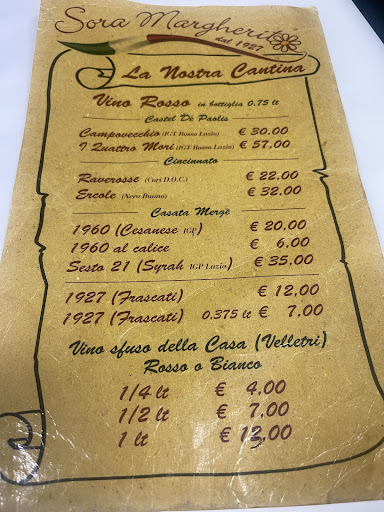 Sora Margherita
dal 1927
La Nostra Cantina
Vino Rosso in bottiglia 0.75 lt
Castel Dè Paolis
Campovecchio (IGT Rosso Lazio) € 30.00
I Quattro Mori (IGT Rosso Lazio) € 57.00
Cincinnato
Raverosse (Cori D.O.C.) € 22.00
Ercole (Nero Buono) € 32.00
Casata Mergè
1960 (Cesanese IGP) € 20.00
1960 al calice € 6.00
Sesto 21 (Syrah IGP Lazio) € 35.00
1927 (Frascati) € 12,00
1927 (Frascati) 0.375 lt € 7,00
Vino sfuso della Casa (Velletri)
Rosso o Bianco
1/4 lt € 4,00
1/2 lt € 7,00
1 lt € ,00